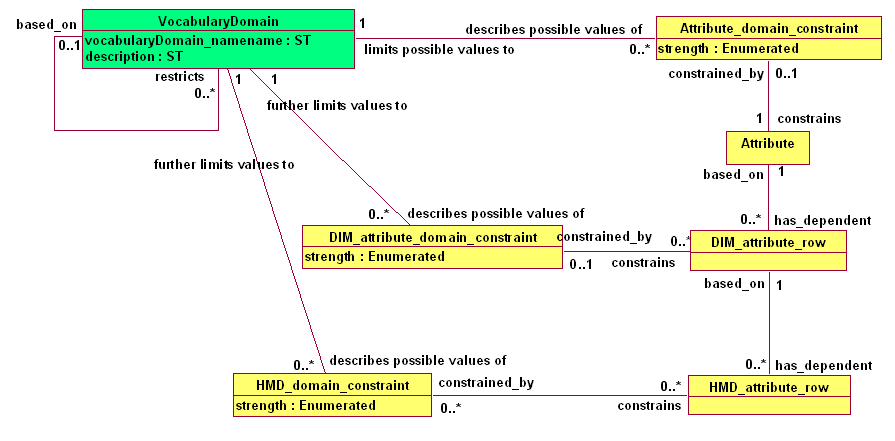 based_on
0..1
VocabularyDomain
vocabularyDomain_namename : ST
description : ST
1
describes possible values of
limits possible values to
0..*
Attribute_domain_constraint
strength : Enumerated
restricts
0..*
1
1
further limits values to
constrained_by
0..1
1
constrains
Attribute
further limits values to
based_on
1
0..*
describes possible values of
0..*
has_dependent
DIM_attribute_domain_constraint
strength : Enumerated
constrained_by
0..*
0..1
constrains
DIM_attribute_row
based_on
1
0..*
describes possible values of
0..*
has_dependent
HMD_domain_constraint
strength : Enumerated
constrained_by
0..*
0..*
constrains
HMD_attribute_row